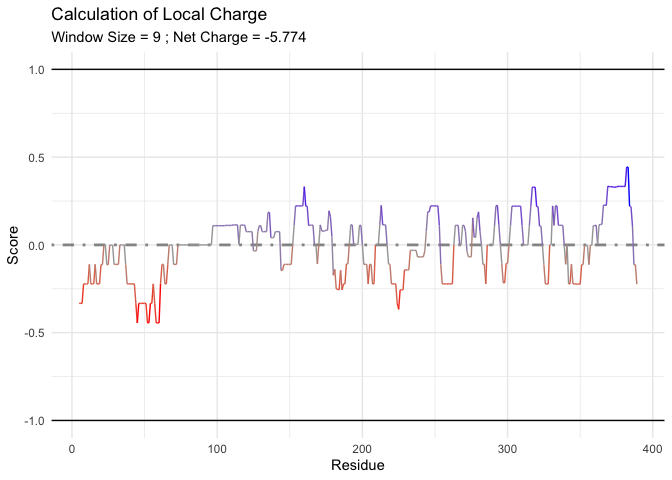 Calculation of Local Charge
Window Size = 9 ; Net Charge = -5.774
1.0
0.5
0.0
-0.5
-1.0
Score
0 100 200 300 400
Residue